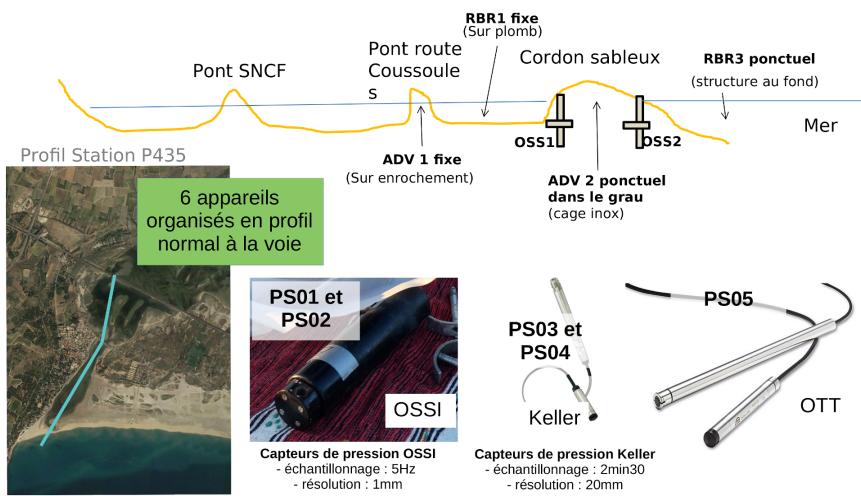 RBR1 fixe
(Sur plomb)
Pont route
Coussoule
s
Pont SNCF
Cordon sableux
RBR3 ponctuel
(structure au fond)
Mer
OSS1
OSS2
ADV 1 fixe
(Sur enrochement)
ADV 2 ponctuel
dans le grau
(cage inox)
Profil Station P435
6 appareils
organisés en profil
normal à la voie
PS01 et
PS02
OSSI
Capteurs de pression OSSI
- échantillonnage : 5Hz
- résolution : 1mm
PS03 et
PS04
Keller
Capteurs de pression Keller
- échantillonnage : 2min30
- résolution : 20mm
PS05
OTT